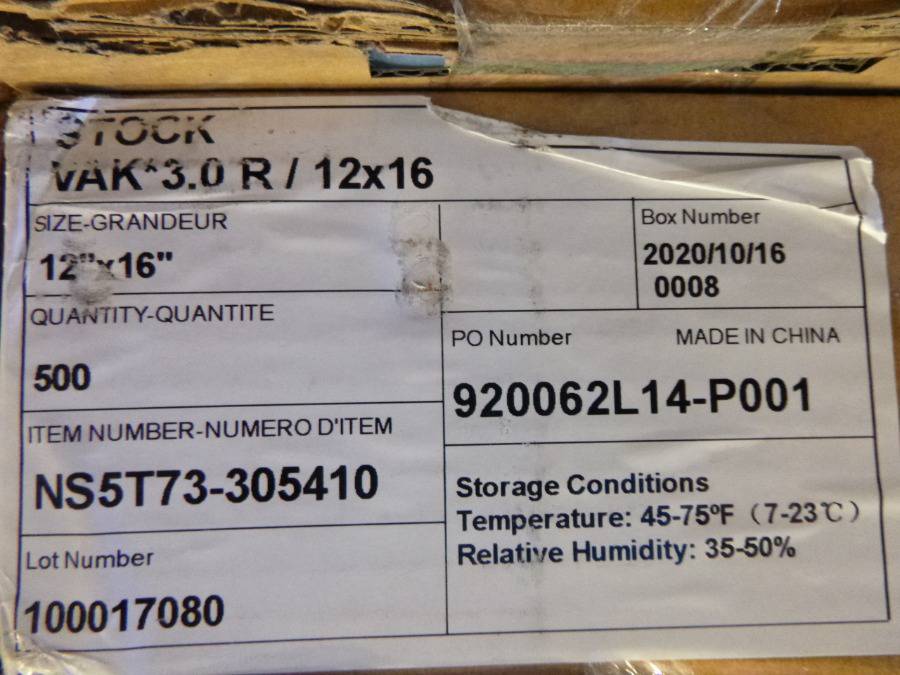 STOCK
VAK*3.0 R / 12x16
SIZE-GRANDEUR
12"x16"
Box Number
2020/10/16
0008
QUANTITY-QUANTITE
500
PO Number
MADE IN CHINA
920062L14-P001
ITEM NUMBER-NUMERO D'ITEM
NS5T73-305410
Storage Conditions
Temperature: 45-75ºF（7-23℃）
Relative Humidity: 35-50%
Lot Number
100017080